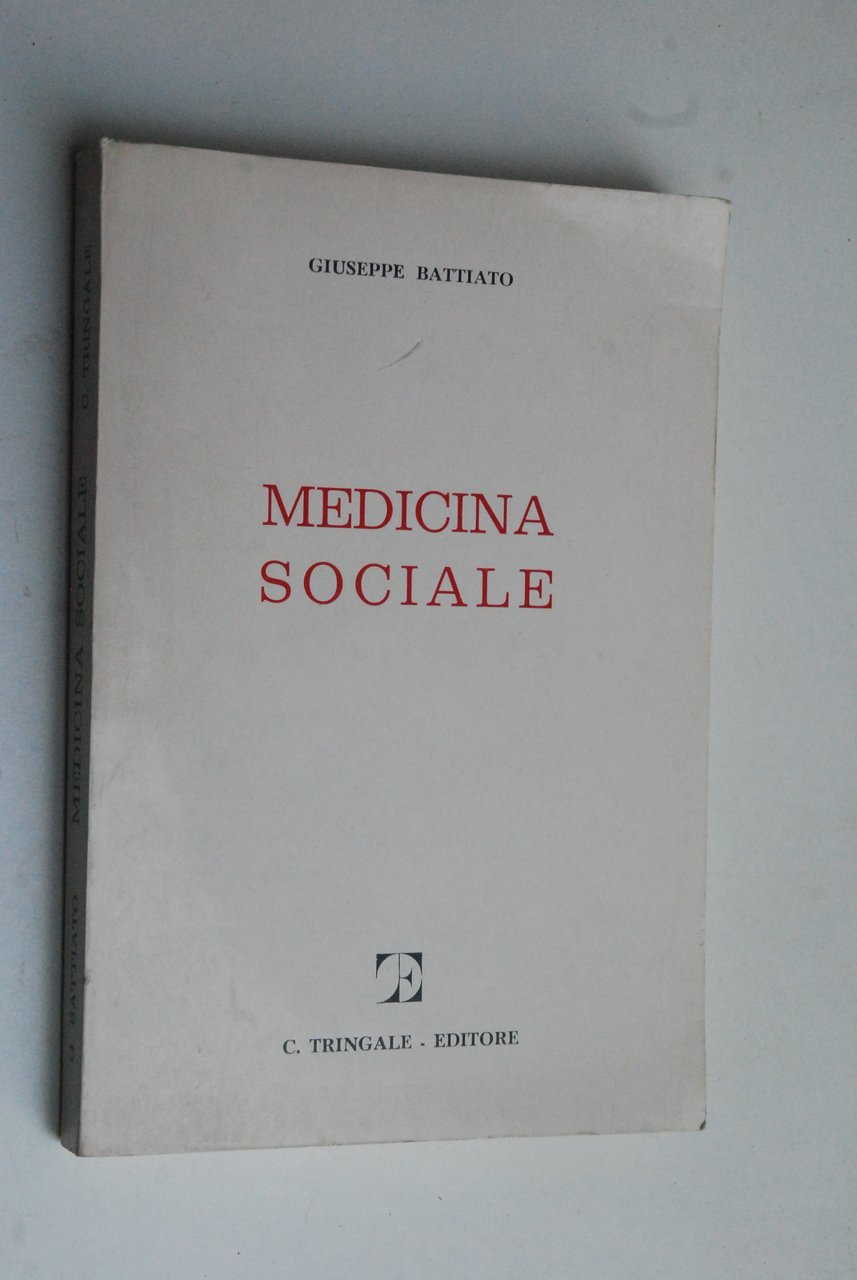 GIUSEPPE BATTIATO
MEDICINA
SOCIALE
C. TRINGALE - EDITORE
G. BATTIATO MEDICINA SOCIALE C. TRINGALE